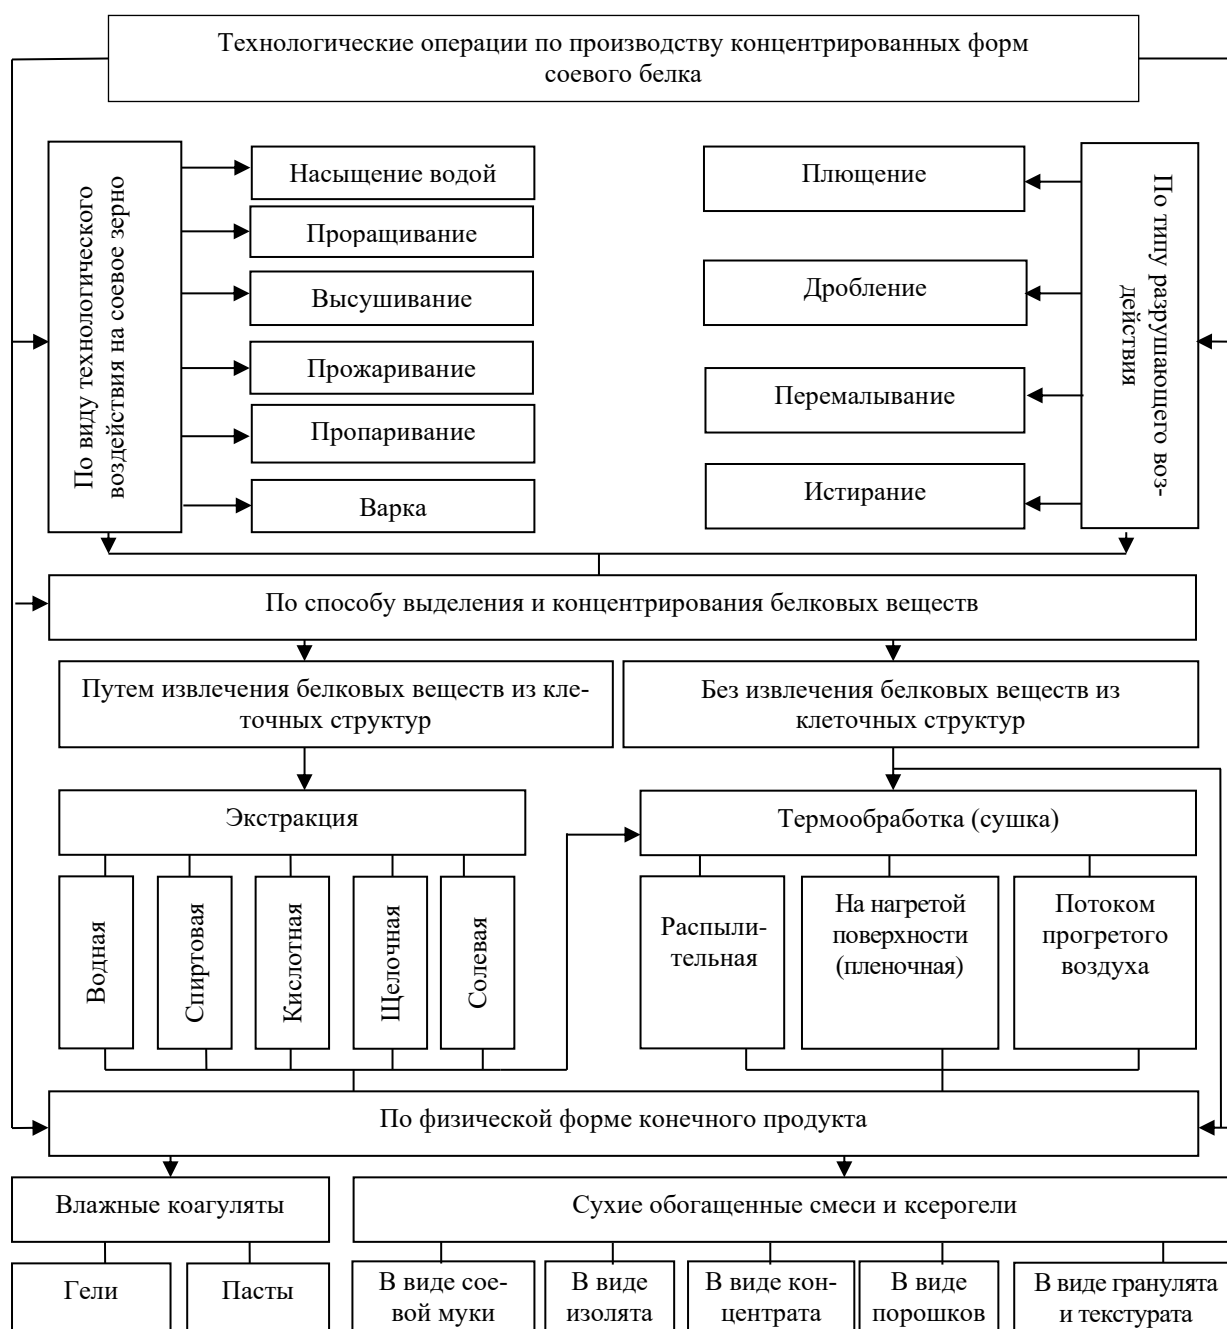 Технологические операции по производству концентрированных форм
соевого белка
По виду технологического
воздействия на соевое зерно
Насыщение водой
Проращивание
Высушивание
Прожаривание
Пропаривание
Варка
Плющение
Дробление
Перемалывание
Истирание
По типу разрушающего воз-
действия
По способу выделения и концентрирования белковых веществ
Путем извлечения белковых веществ из кле-
точных структур
Без извлечения белковых веществ из
клеточных структур
Экстракция
Водная
Спиртовая
Кислотная
Щелочная
Солевая
Термообработка (сушка)
Распыли-
тельная
На нагретой
поверхности
(пленочная)
Потоком
прогретого
воздуха
По физической форме конечного продукта
Влажные коагуляты
Гели
Пасты
Сухие обогащенные смеси и ксерогели
В виде сое-
вой муки
В виде
изолята
В виде кон-
центрата
В виде
порошков
В виде гранулята
и текстурата